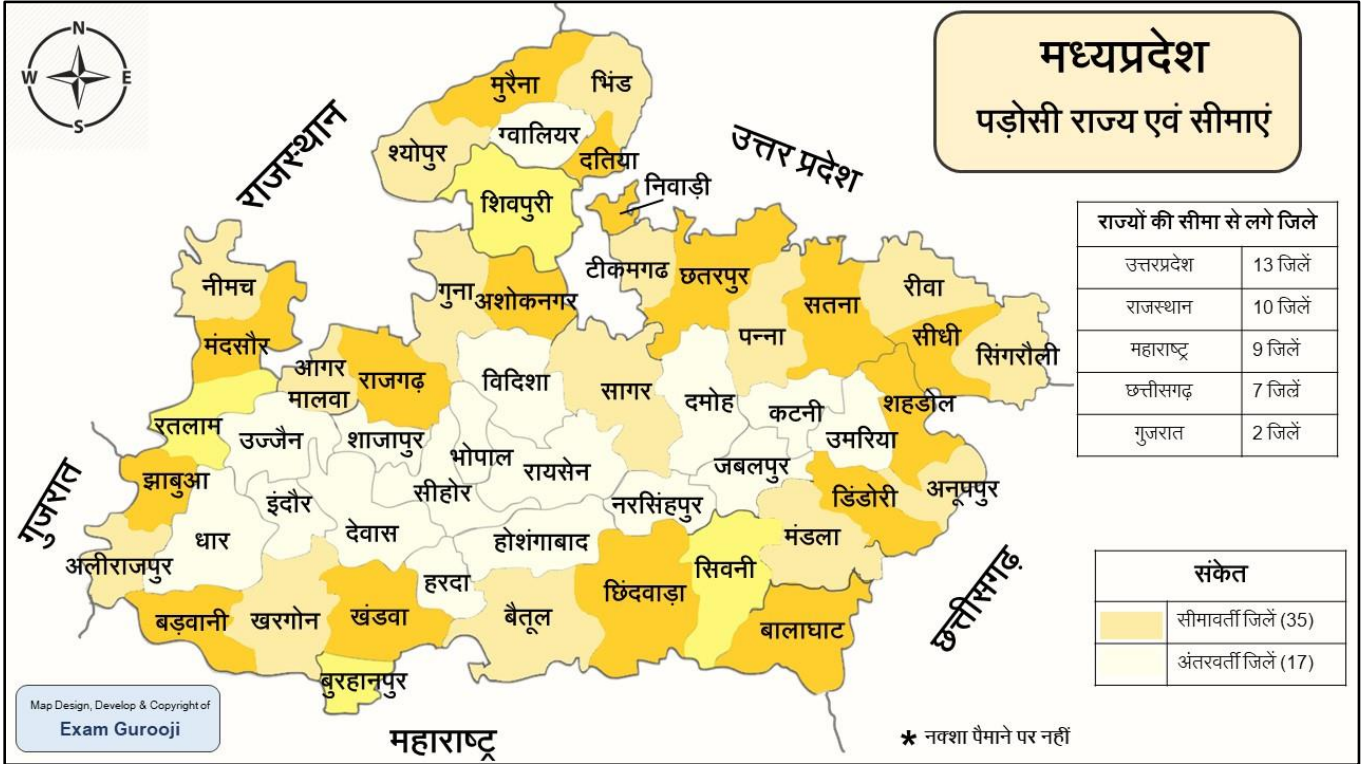 N
W
E
S
मध्यप्रदेश
पड़ोसी राज्य एवं सीमाएं
राजस्थान
उत्तर प्रदेश
गुजरात
छत्तीसगढ़
महाराष्ट्र
मुरैना
भिंड
ग्वालियर
श्योपुर
दतिया
निवाड़ी
शिवपुरी
टीकमगढ
छतरपुर
नीमच
गुना
अशोकनगर
पन्ना
सतना
रीवा
सीधी
सिंगरौली
मंदसौर
आगर
मालवा
राजगढ़
विदिशा
सागर
दमोह
कटनी
शहडोल
उमरिया
रतलाम
उज्जैन
शाजापुर
भोपाल
रायसेन
जबलपुर
झाबुआ
इंदौर
सीहोर
नरसिंहपुर
डिंडोरी
अनूपपुर
धार
देवास
होशंगाबाद
मंडला
अलीराजपुर
हरदा
छिंदवाड़ा
सिवनी
बड़वानी
खरगोन
खंडवा
बैतूल
बालाघाट
बुरहानपुर
राज्यों की सीमा से लगे जिले
उत्तरप्रदेश 13 जिलें
राजस्थान 10 जिलें
महाराष्ट्र 9 जिलें
छत्तीसगढ़ 7 जिलें
गुजरात 2 जिलें
संकेत
सीमावर्ती जिलें (35)
अंतरवर्ती जिलें (17)
* नक्शा पैमाने पर नहीं
Map Design, Develop & Copyright of
Exam Gurooji